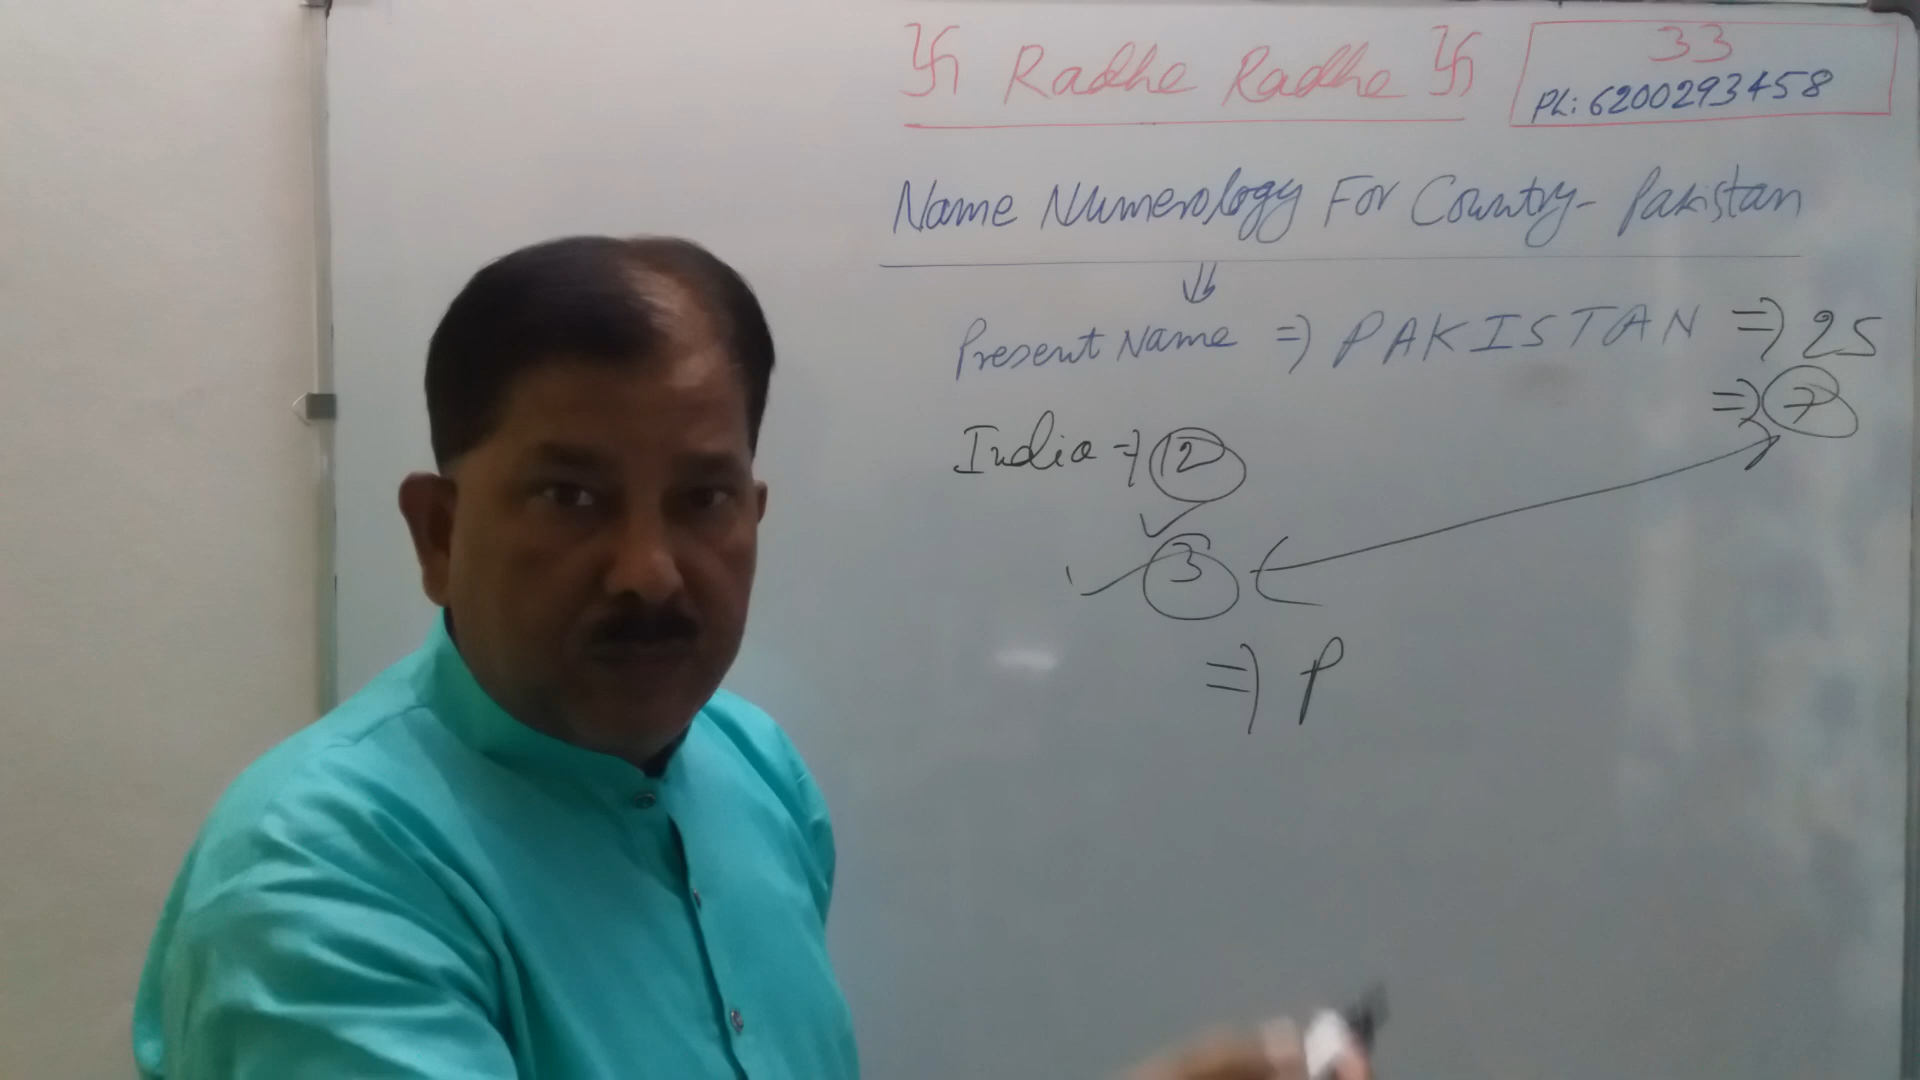 卐 Radhe Radhe 卐
33
Ph: 6200293458
Name Numerology For Country- Pakistan
⇓
Present Name => PAKISTAN => 25
=> 7
India => 12
3
=> P